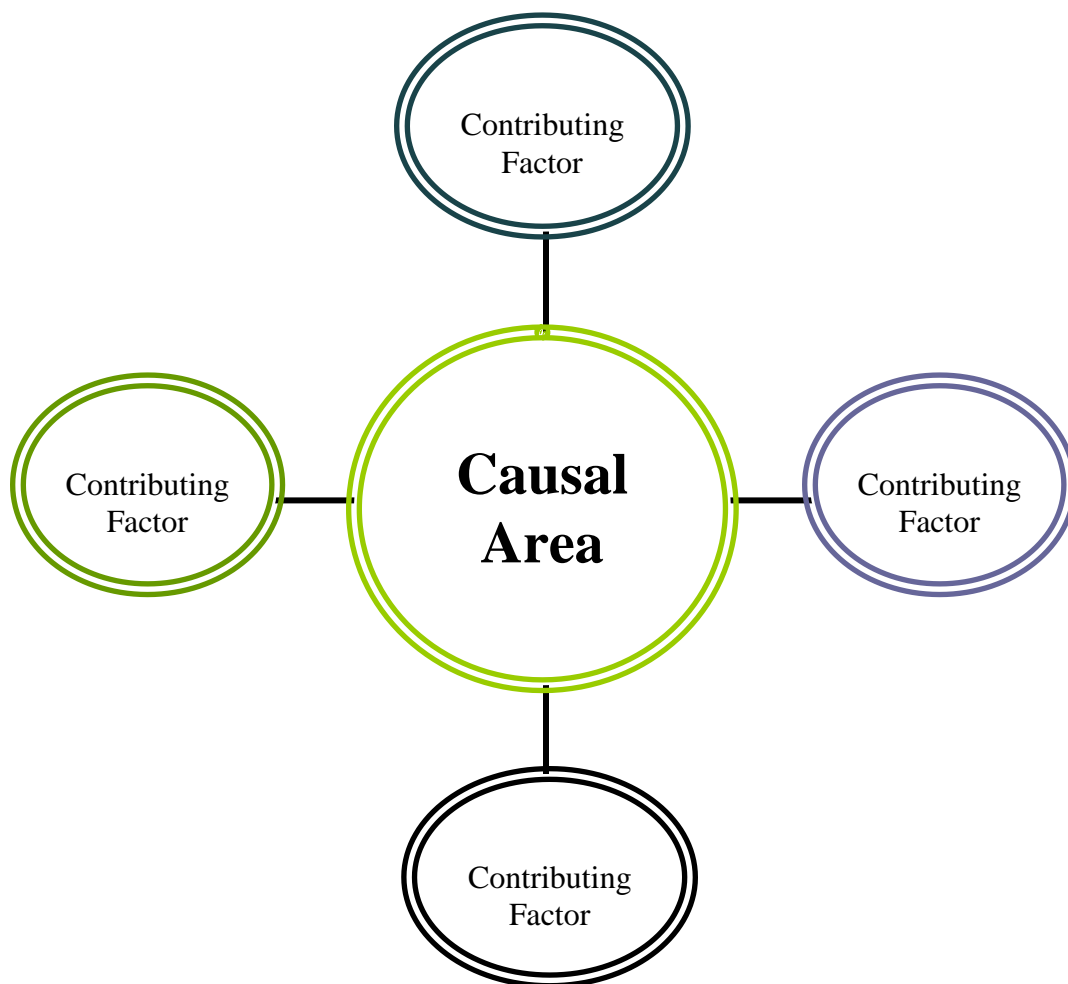 Contributing
Factor
Causal
Area
Contributing
Factor
Contributing
Factor
Contributing
Factor